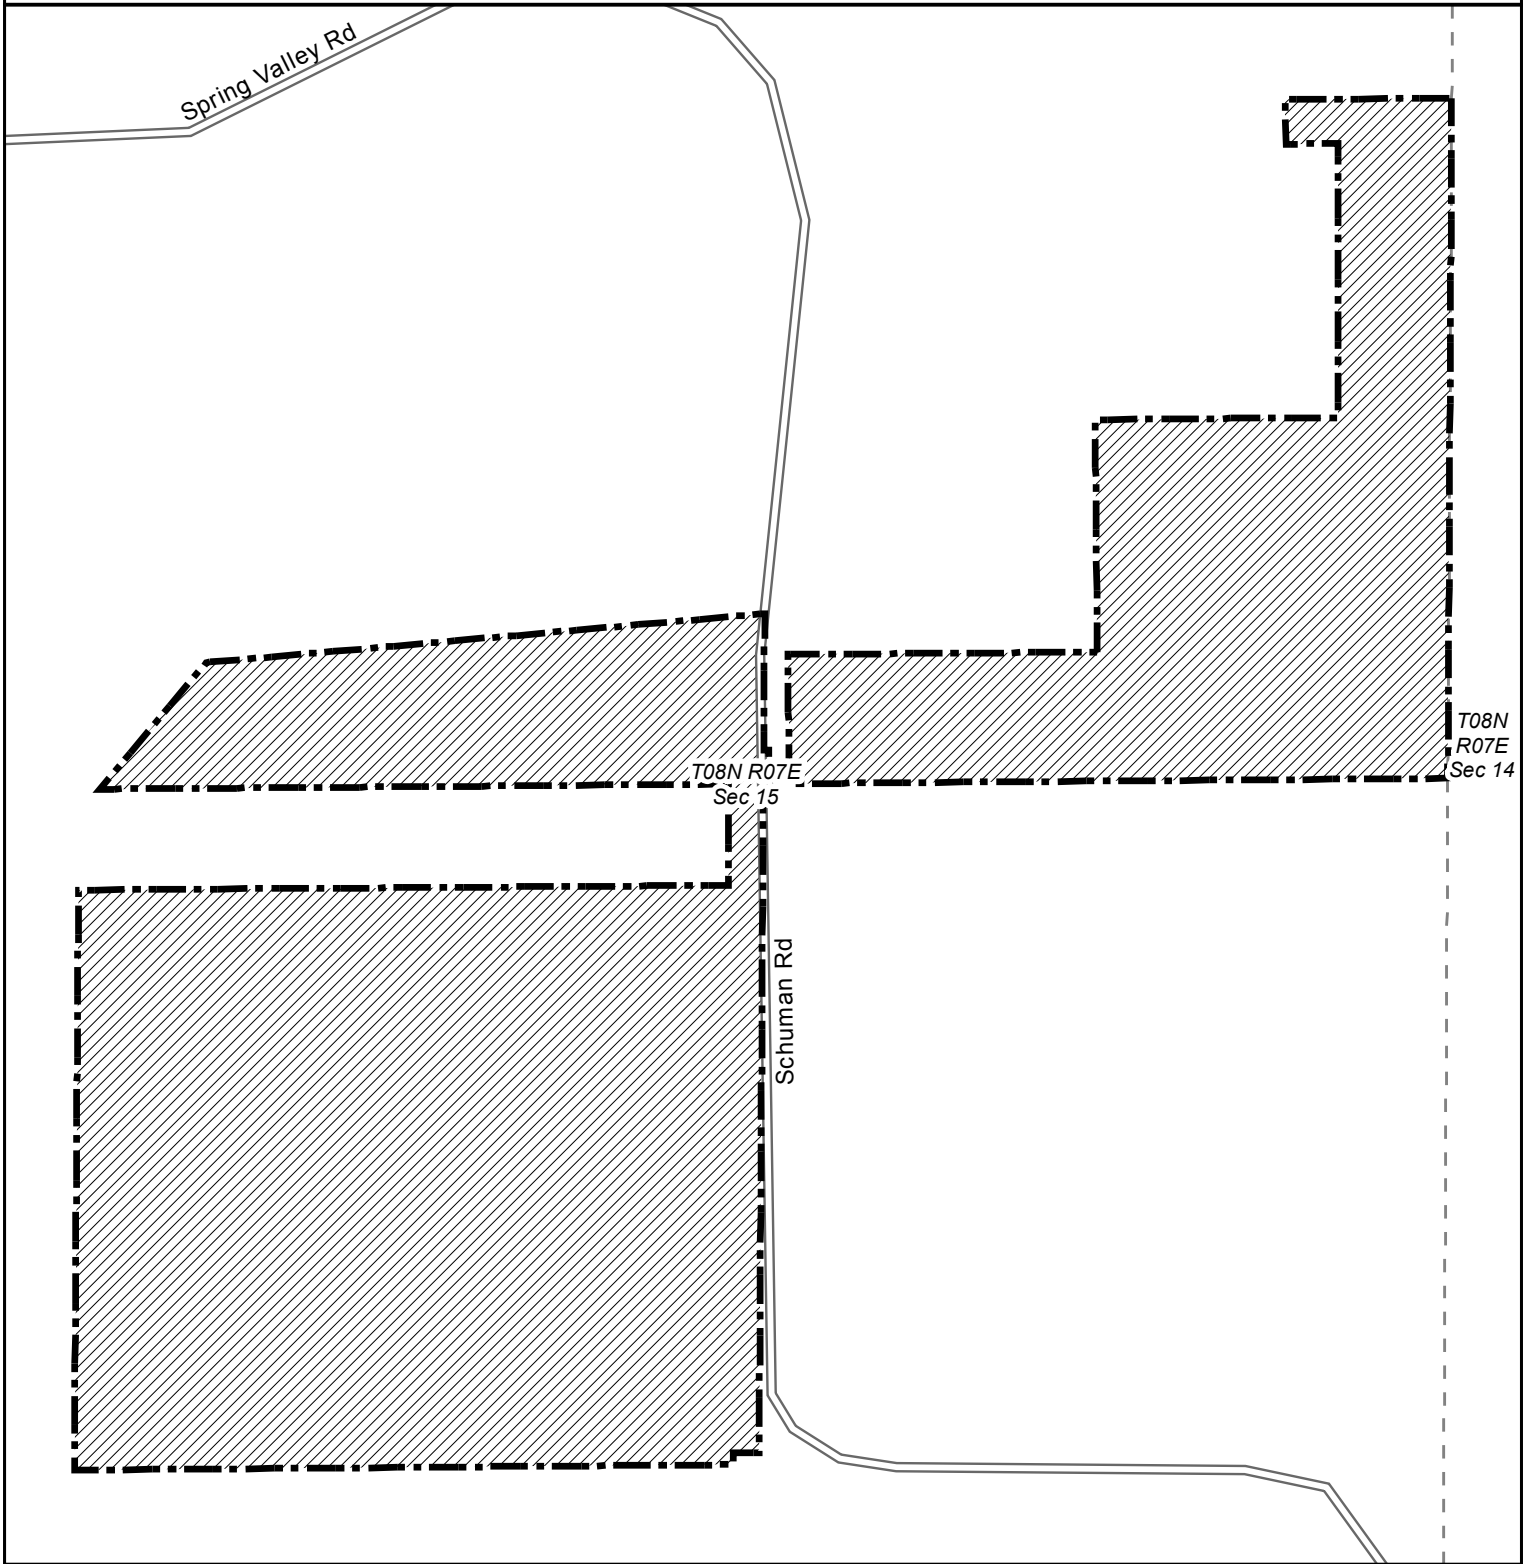 Spring Valley Rd
T08N
R07E
Sec 14
T08N R07E
Sec 15
Schuman Rd